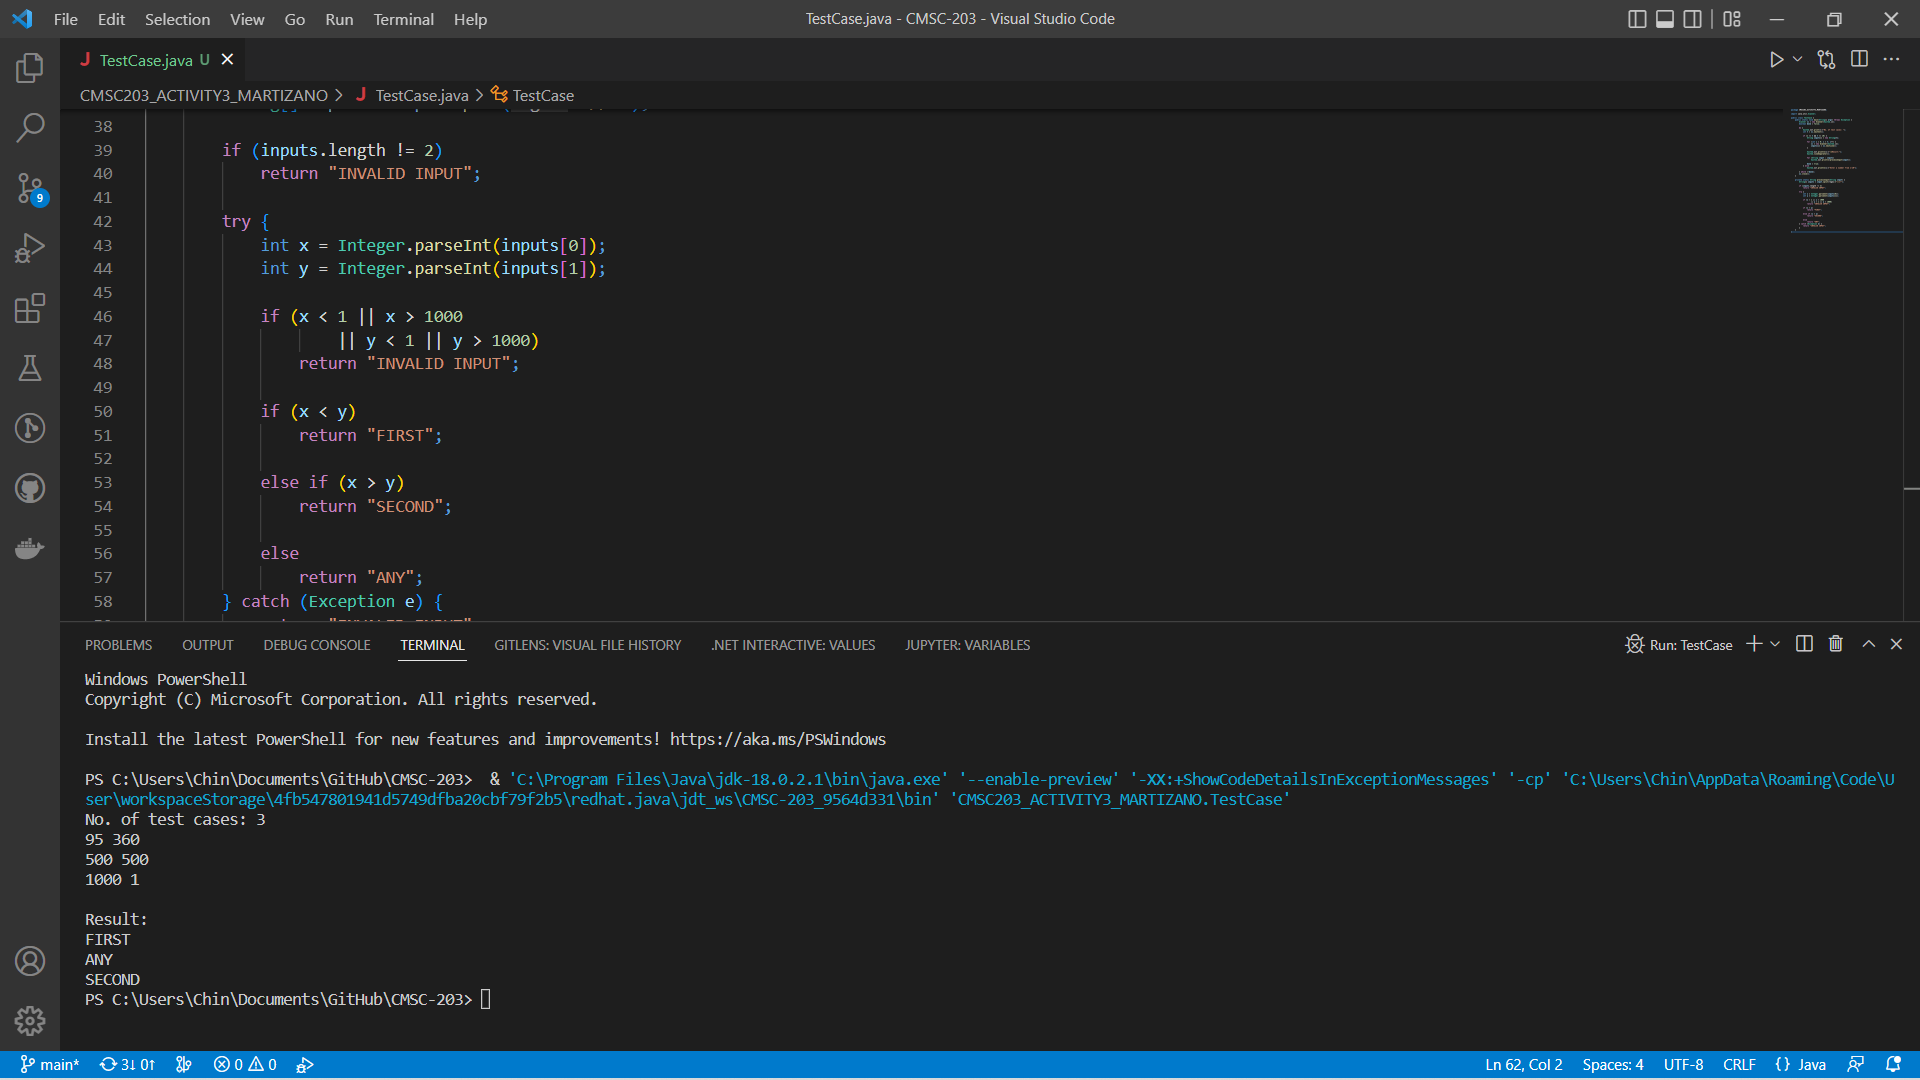 File Edit Selection View Go Run Terminal Help
TestCase.java - CMSC-203 - Visual Studio Code
J TestCase.java U
CMSC203_ACTIVITY3_MARTIZANO > J TestCase.java > TestCase
38
39 if (inputs.length != 2)
40 return "INVALID INPUT";
41
42 try {
43 int x = Integer.parseInt(inputs[0]);
44 int y = Integer.parseInt(inputs[1]);
45
46 if (x < 1 || x > 1000
47 || y < 1 || y > 1000)
48 return "INVALID INPUT";
49
50 if (x < y)
51 return "FIRST";
52
53 else if (x > y)
54 return "SECOND";
55
56 else
57 return "ANY";
58 } catch (Exception e) {
9
PROBLEMS OUTPUT DEBUG CONSOLE TERMINAL GITLENS: VISUAL FILE HISTORY .NET INTERACTIVE: VALUES JUPYTER: VARIABLES
Run: TestCase
Windows PowerShell
Copyright (C) Microsoft Corporation. All rights reserved.
Install the latest PowerShell for new features and improvements! https://aka.ms/PSWindows
PS C:\Users\Chin\Documents\GitHub\CMSC-203>  & 'C:\Program Files\Java\jdk-18.0.2.1\bin\java.exe' '--enable-preview' '-XX:+ShowCodeDetailsInExceptionMessages' '-cp' 'C:\Users\Chin\AppData\Roaming\Code\U
ser\workspaceStorage\4fb547801941d5749dfba20cbf79f2b5\redhat.java\jdt_ws\CMSC-203_9564d331\bin' 'CMSC203_ACTIVITY3_MARTIZANO.TestCase'
No. of test cases: 3
95 360
500 500
1000 1
Result:
FIRST
ANY
SECOND
PS C:\Users\Chin\Documents\GitHub\CMSC-203>
main* 3↓ 0↑ 0 0
Ln 62, Col 2 Spaces: 4 UTF-8 CRLF {} Java